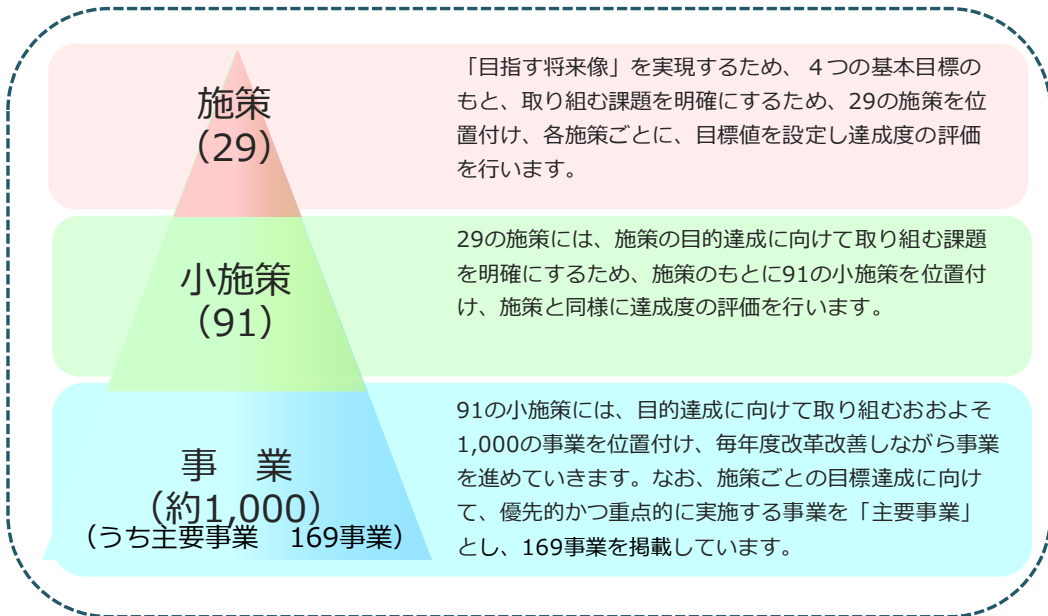 施策
（29）
「目指す将来像」を実現するため、４つの基本目標の
もと、取り組む課題を明確にするため、29の施策を位
置付け、各施策ごとに、目標値を設定し達成度の評価
を行います。
小施策
（91）
29の施策には、施策の目的達成に向けて取り組む課題
を明確にするため、施策のもとに91の小施策を位置付
け、施策と同様に達成度の評価を行います。
事　業
（約1,000）
（うち主要事業　169事業）
91の小施策には、目的達成に向けて取り組むおおよそ
1,000の事業を位置付け、毎年度改革改善しながら事業
を進めていきます。なお、施策ごとの目標達成に向け
て、優先的かつ重点的に実施する事業を「主要事業」
とし、169事業を掲載しています。